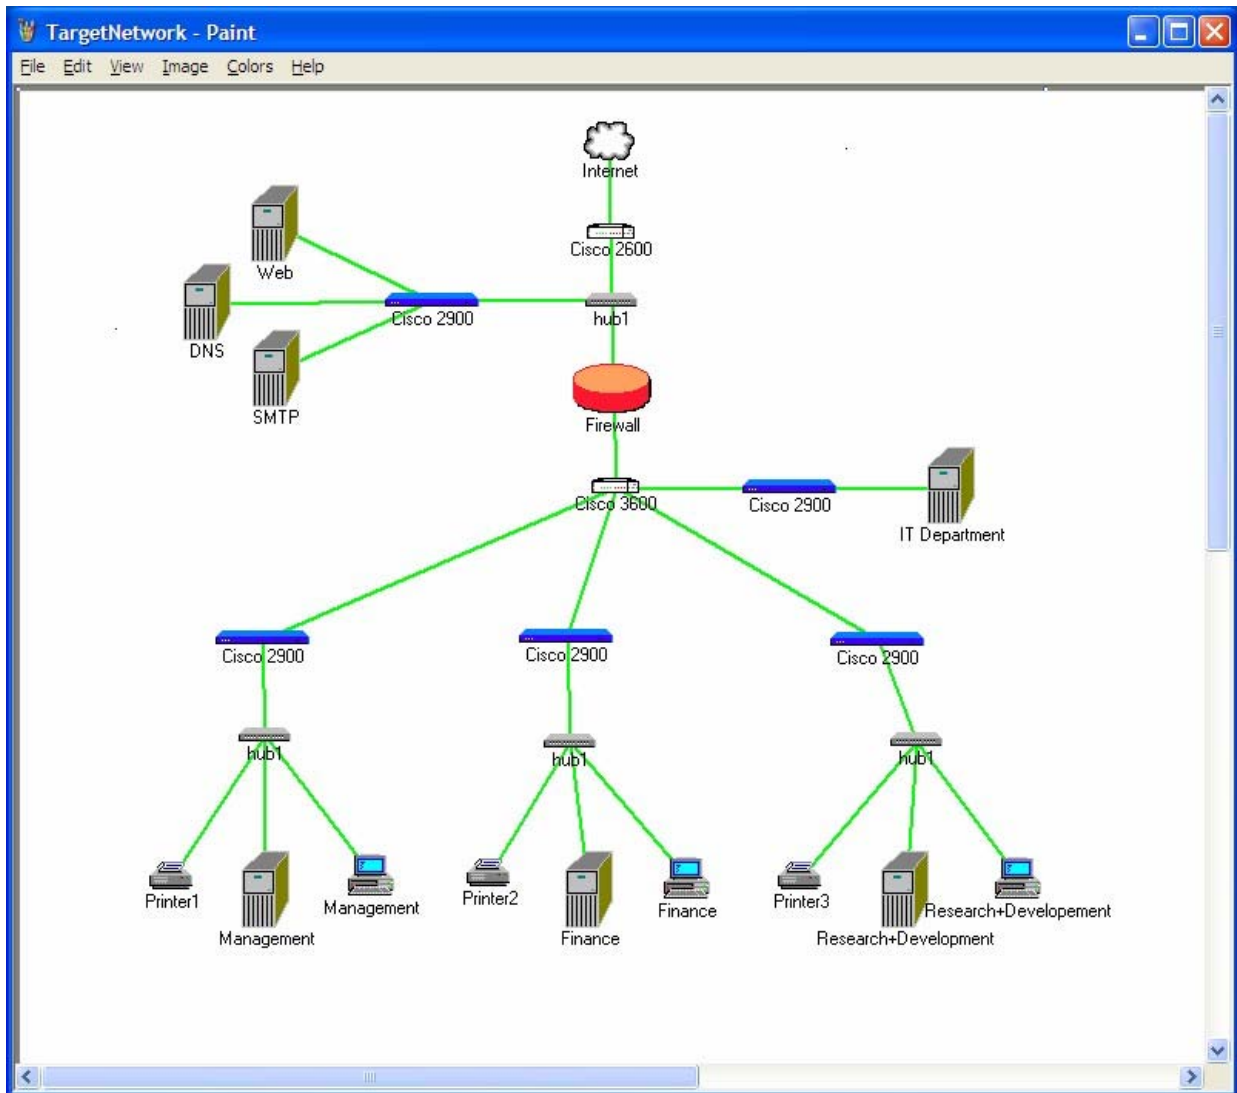 TargetNetwork - Paint
File Edit View Image Colors Help
Internet
Cisco 2600
Web
Cisco 2900
hub1
DNS
SMTP
Firewall
Cisco 3600
Cisco 2900
IT Department
Cisco 2900
Cisco 2900
Cisco 2900
hub1
hub1
hub1
Printer1
Management
Management
Printer2
Finance
Finance
Printer3
Research+Developement
Research+Development